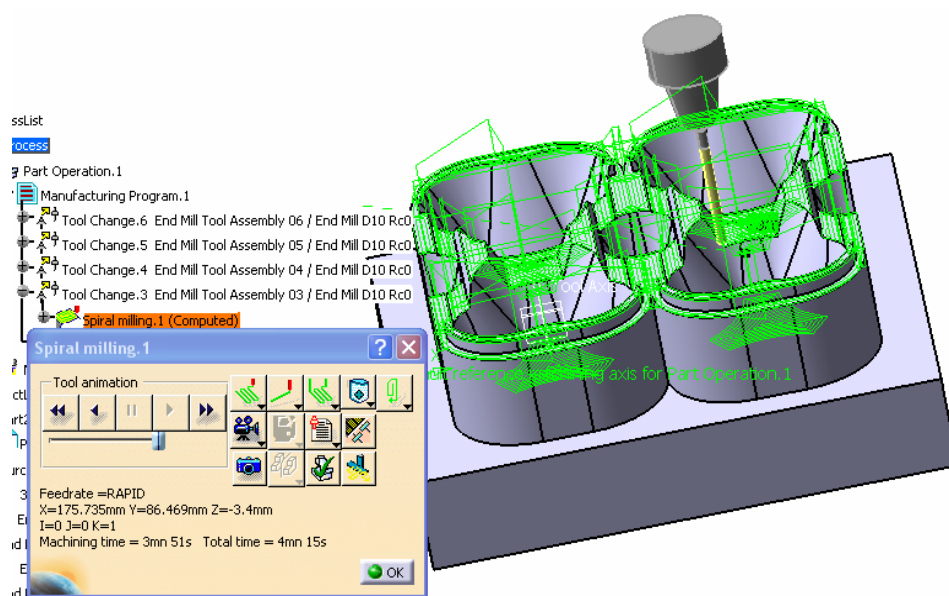 ssList
rocess
Part Operation.1
Manufacturing Program.1
Tool Change.6 End Mill Tool Assembly 06 / End Mill D10 Rc0
Tool Change.5 End Mill Tool Assembly 05 / End Mill D10 Rc0
Tool Change.4 End Mill Tool Assembly 04 / End Mill D10 Rc0
Tool Change.3 End Mill Tool Assembly 03 / End Mill D10 Rc0
Spiral milling.1 (Computed)
Tool Axis
reference machining axis for Part Operation.1
Spiral milling.1
Tool animation
Feedrate =RAPID
X=175.735mm Y=86.469mm Z=-3.4mm
I=0 J=0 K=1
Machining time = 3mn 51s Total time = 4mn 15s
OK